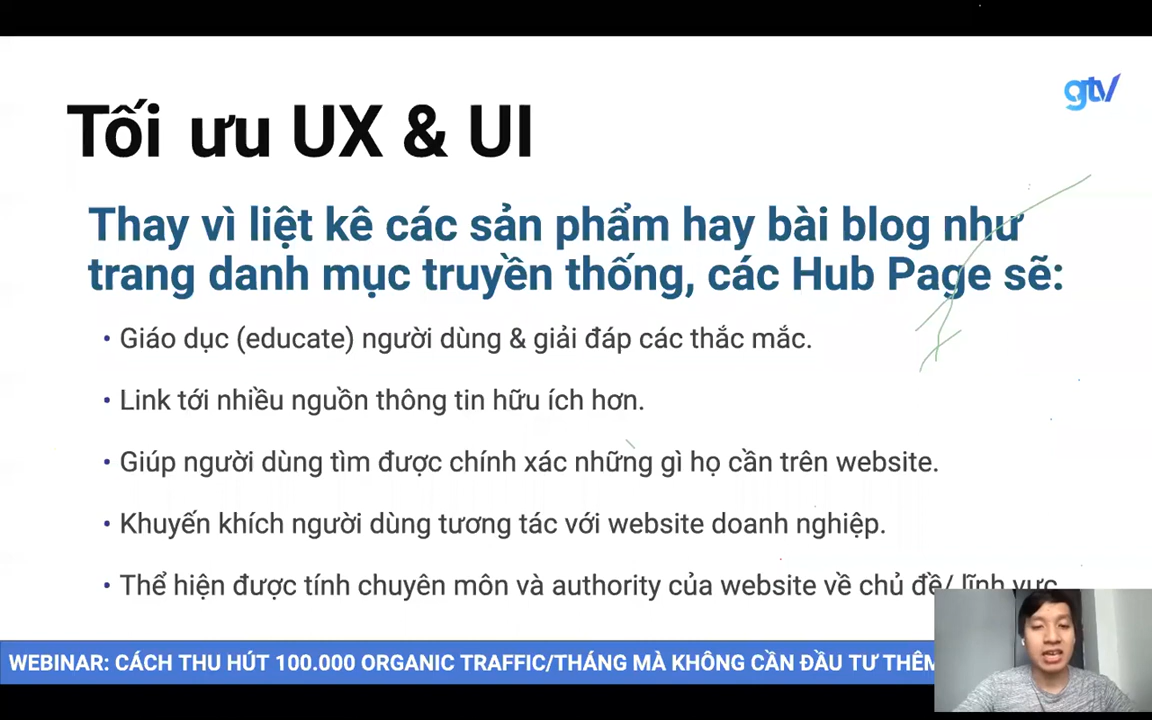 gtv
Tối ưu UX & UI
Thay vì liệt kê các sản phẩm hay bài blog như
trang danh mục truyền thống, các Hub Page sẽ:
• Giáo dục (educate) người dùng & giải đáp các thắc mắc.
• Link tới nhiều nguồn thông tin hữu ích hơn.
• Giúp người dùng tìm được chính xác những gì họ cần trên website.
• Khuyến khích người dùng tương tác với website doanh nghiệp.
• Thể hiện được tính chuyên môn và authority của website về chủ đề/ lĩnh vực
WEBINAR: CÁCH THU HÚT 100.000 ORGANIC TRAFFIC/THÁNG MÀ KHÔNG CẦN ĐẦU TƯ THÊM